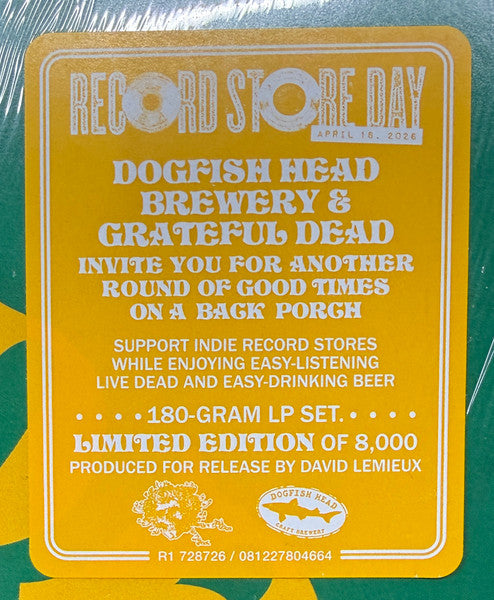 RECORD STORE DAY
APRIL 18, 2026
DOGFISH HEAD
BREWERY &
GRATEFUL DEAD
INVITE YOU FOR ANOTHER
ROUND OF GOOD TIMES
ON A BACK PORCH
SUPPORT INDIE RECORD STORES
WHILE ENJOYING EASY-LISTENING
LIVE DEAD AND EASY-DRINKING BEER
• • • • 180-GRAM LP SET. • • • •
LIMITED EDITION OF 8,000
PRODUCED FOR RELEASE BY DAVID LEMIEUX
DOGFISH HEAD
CRAFT BREWERY
R1 728726 / 081227804664